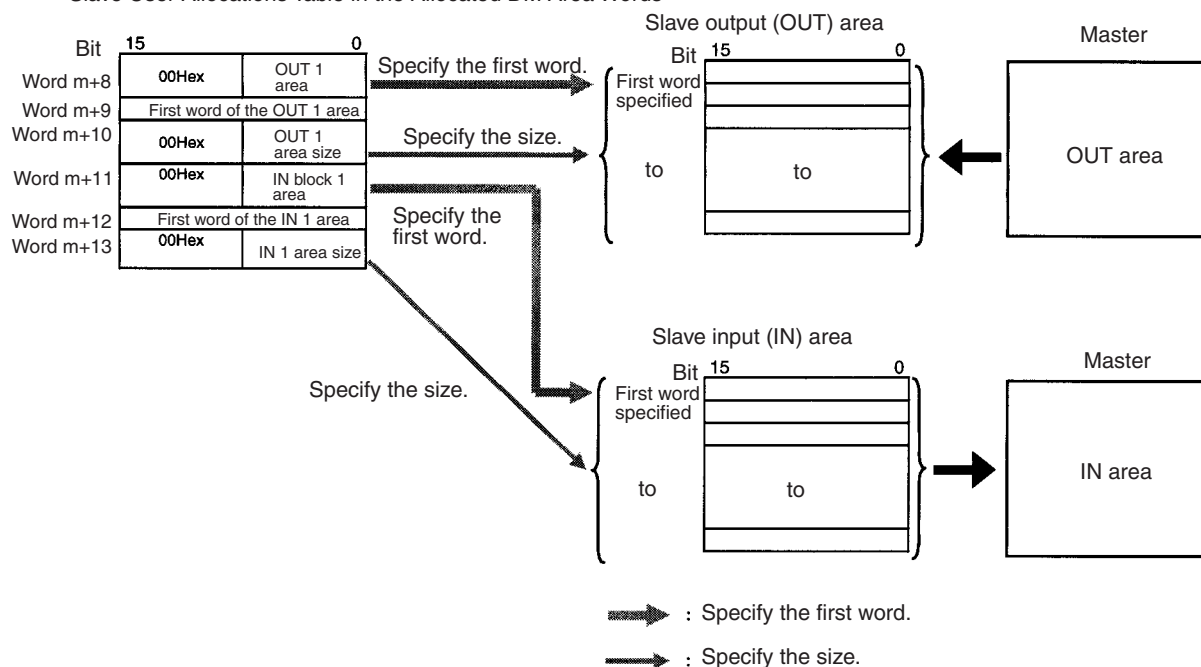 Slave User Allocations Table in the Allocated DM Area Words
Bit 15 0
Word m+8 00Hex OUT 1
area
Word m+9 First word of the OUT 1 area
Word m+10 00Hex OUT 1
area size
Word m+11 00Hex IN block 1
area
Word m+12 First word of the IN 1 area
Word m+13 00Hex IN 1 area size
Specify the first word.
Specify the size.
Specify the
first word.
Specify the size.
Slave output (OUT) area
Bit 15 0
First word
specified
to to
Master
OUT area
Slave input (IN) area
Bit 15 0
First word
specified
to to
Master
IN area
: Specify the first word.
: Specify the size.